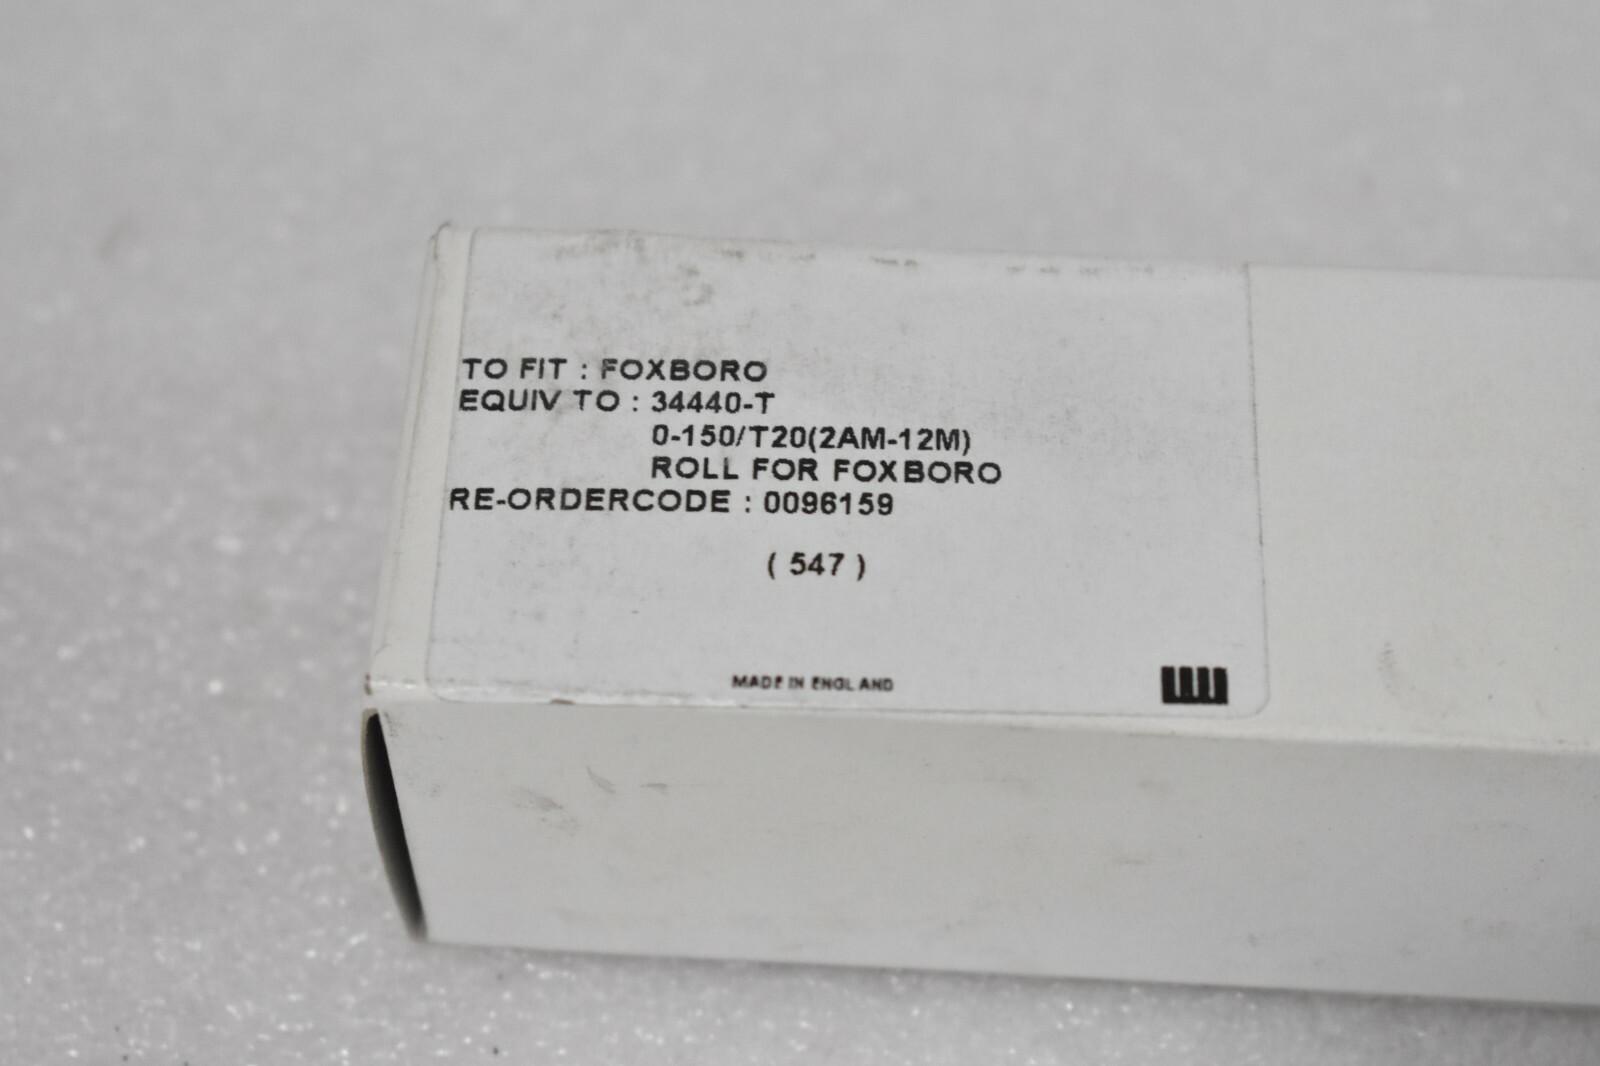 TO FIT : FOXBORO
EQUIV TO : 34440-T
0-150/T20(2AM-12M)
ROLL FOR FOXBORO
RE-ORDERCODE : 0096159
( 547 )
MADE IN ENGLAND